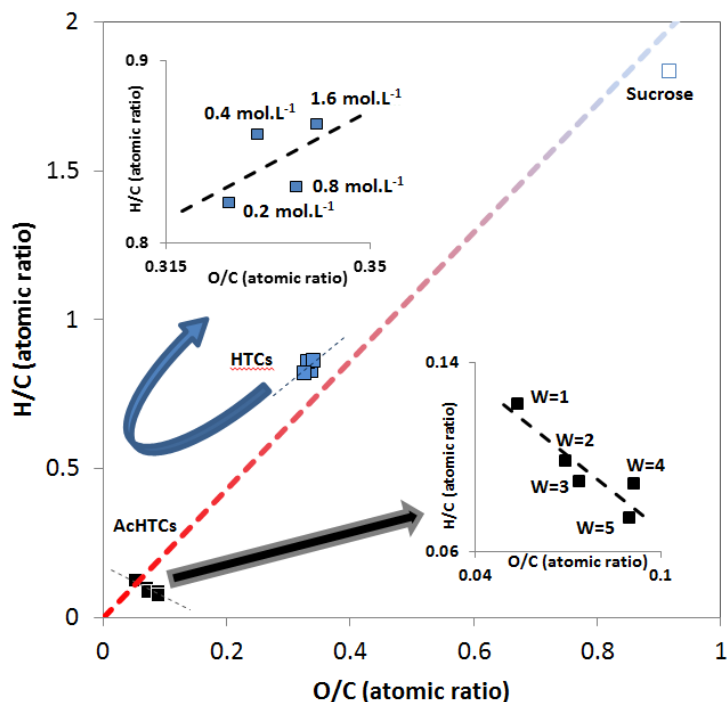 2
1.5
1
0.5
0
H/C (atomic ratio)
0.9
0.8
H/C (atomic ratio)
0.4 mol.L⁻¹
1.6 mol.L⁻¹
0.8 mol.L⁻¹
0.2 mol.L⁻¹
0.315
0.35
O/C (atomic ratio)
Sucrose
HTCs
0.14
0.06
H/C (atomic ratio)
W=1
W=2
W=3
W=4
W=5
0.04
0.1
O/C (atomic ratio)
AcHTCs
0
0.2
0.4
0.6
0.8
1
O/C (atomic ratio)